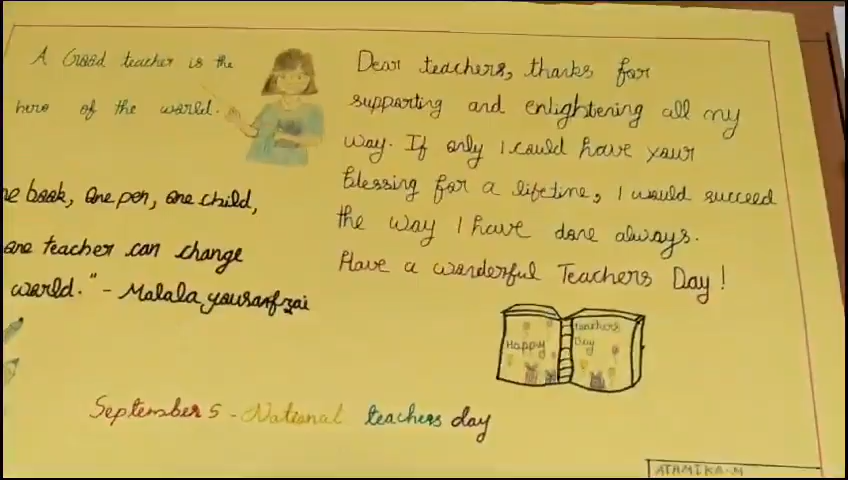 A Good teacher is the
hero of the world.
Dear teachers, thanks for
supporting and enlightening all my
way. If only I could have your
blessing for a lifetime, I would succeed
the way I have done always.
Have a wonderful Teachers Day!
book, one pen, one child,
one teacher can change
world." - Malala yousanfzai
Happy
teachers
Day
September 5 - National teachers day
ATHMIKA-M